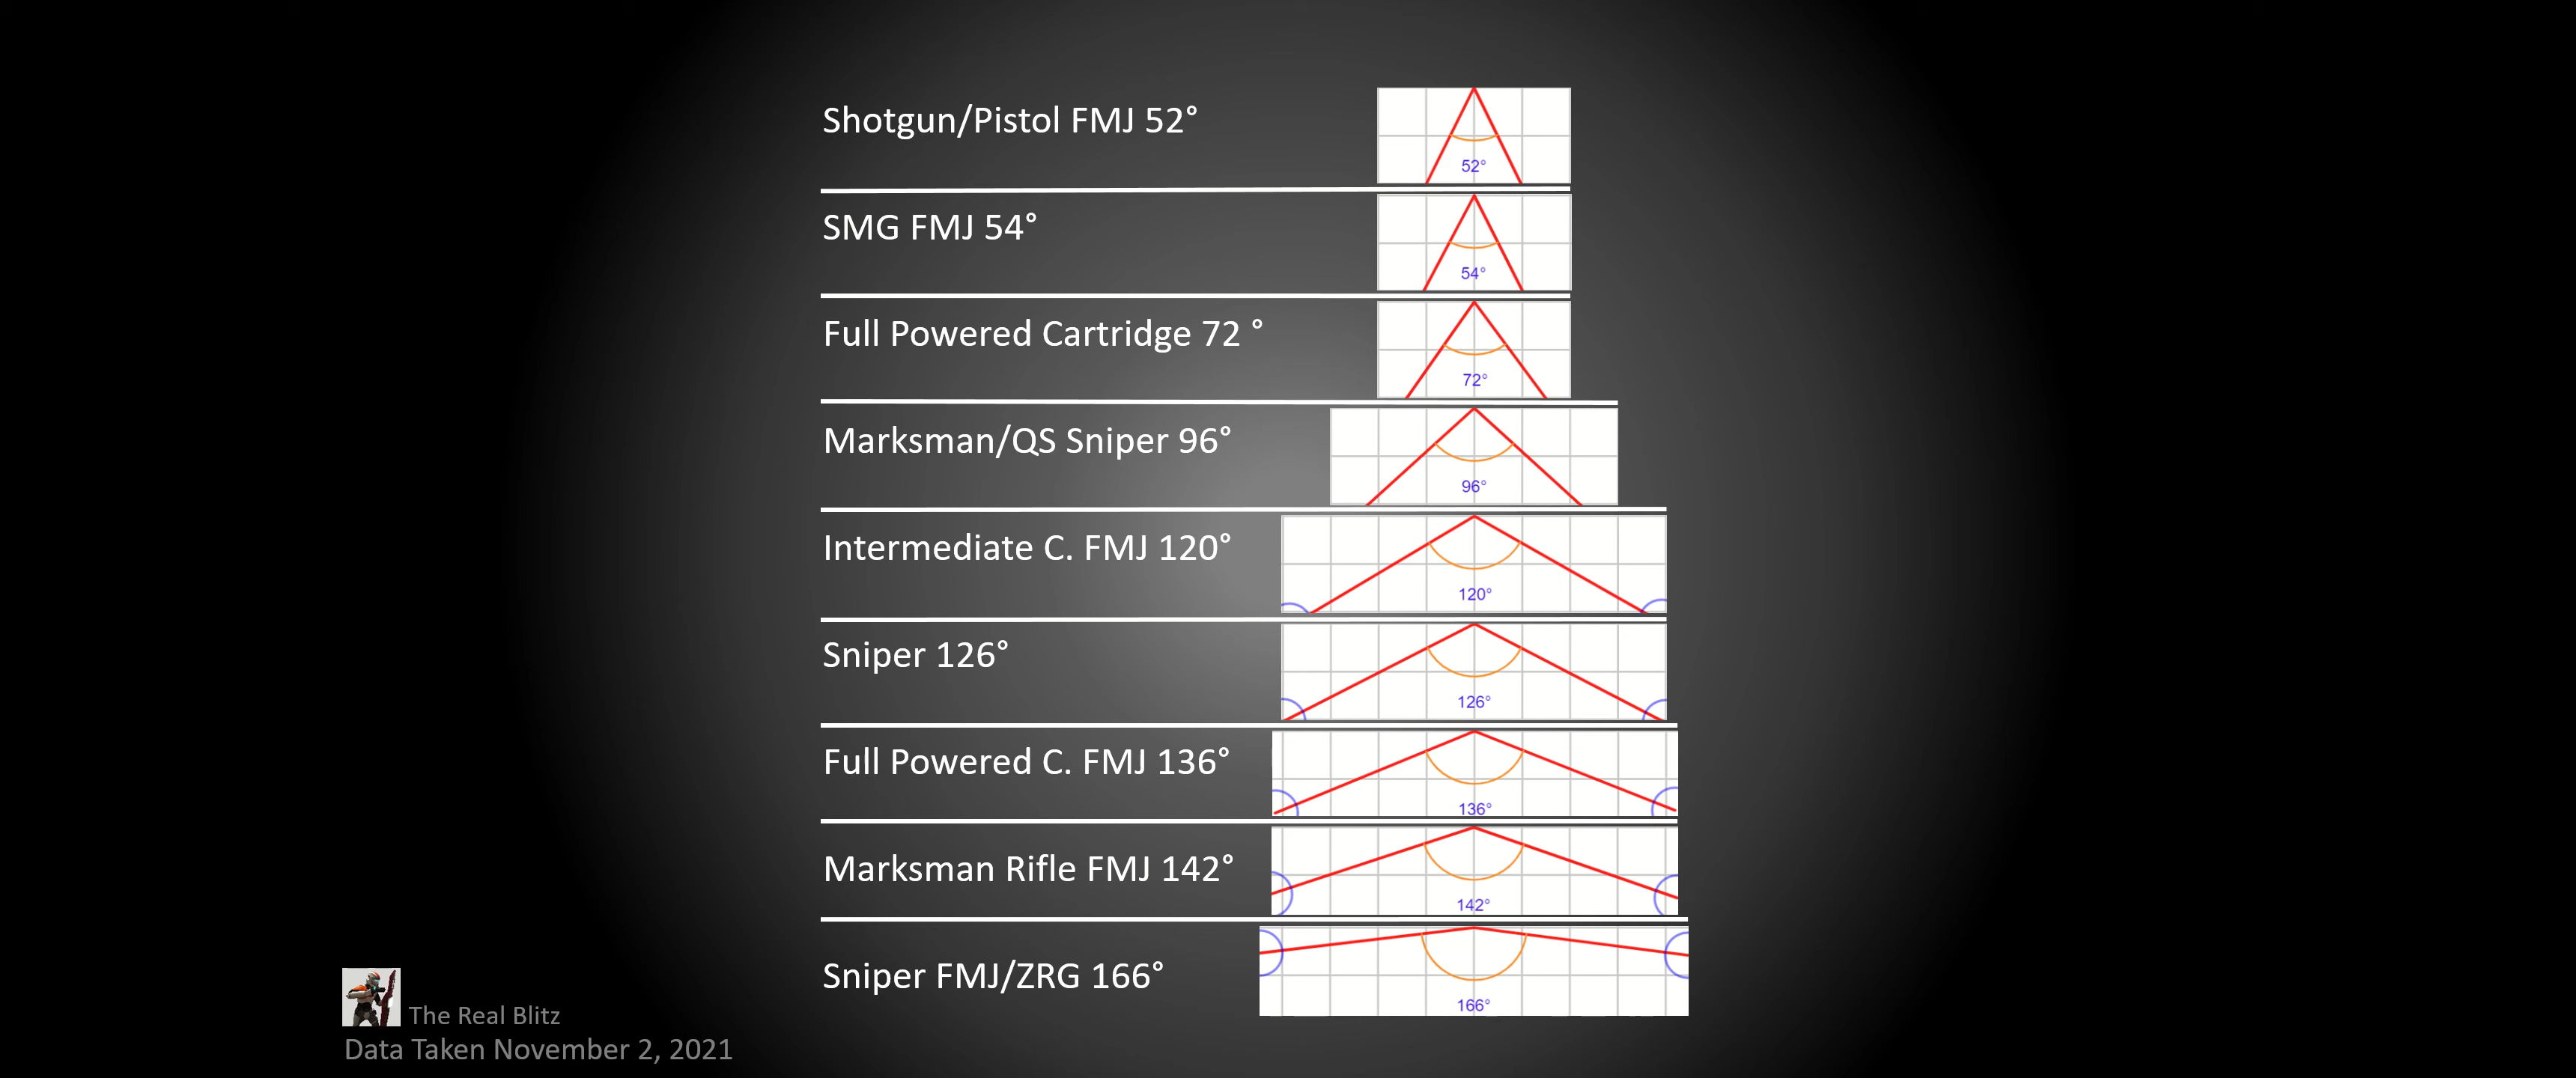 Shotgun/Pistol FMJ 52°
52°
SMG FMJ 54°
54°
Full Powered Cartridge 72 °
72°
Marksman/QS Sniper 96°
96°
Intermediate C. FMJ 120°
120°
Sniper 126°
126°
Full Powered C. FMJ 136°
136°
Marksman Rifle FMJ 142°
142°
Sniper FMJ/ZRG 166°
166°
The Real Blitz
Data Taken November 2, 2021